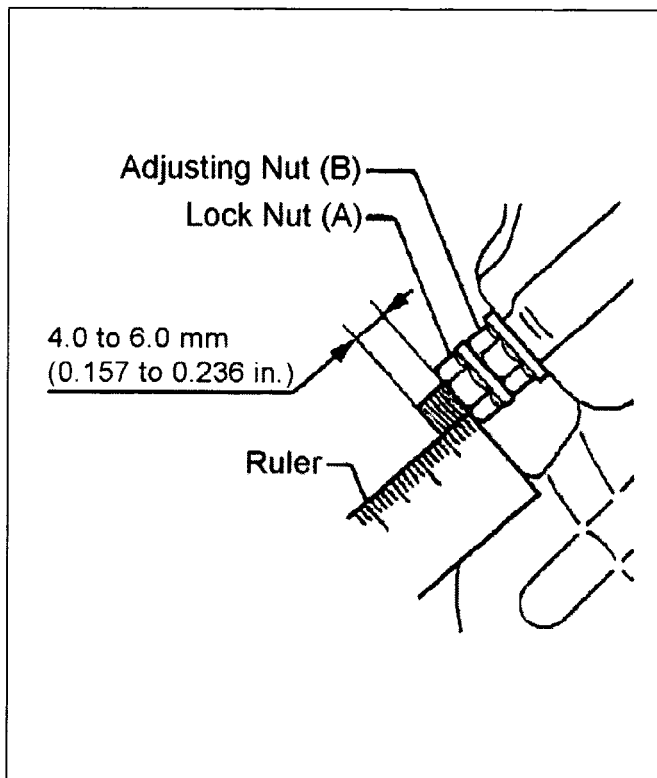 Adjusting Nut (B)
Lock Nut (A)
4.0 to 6.0 mm
(0.157 to 0.236 in.)
Ruler